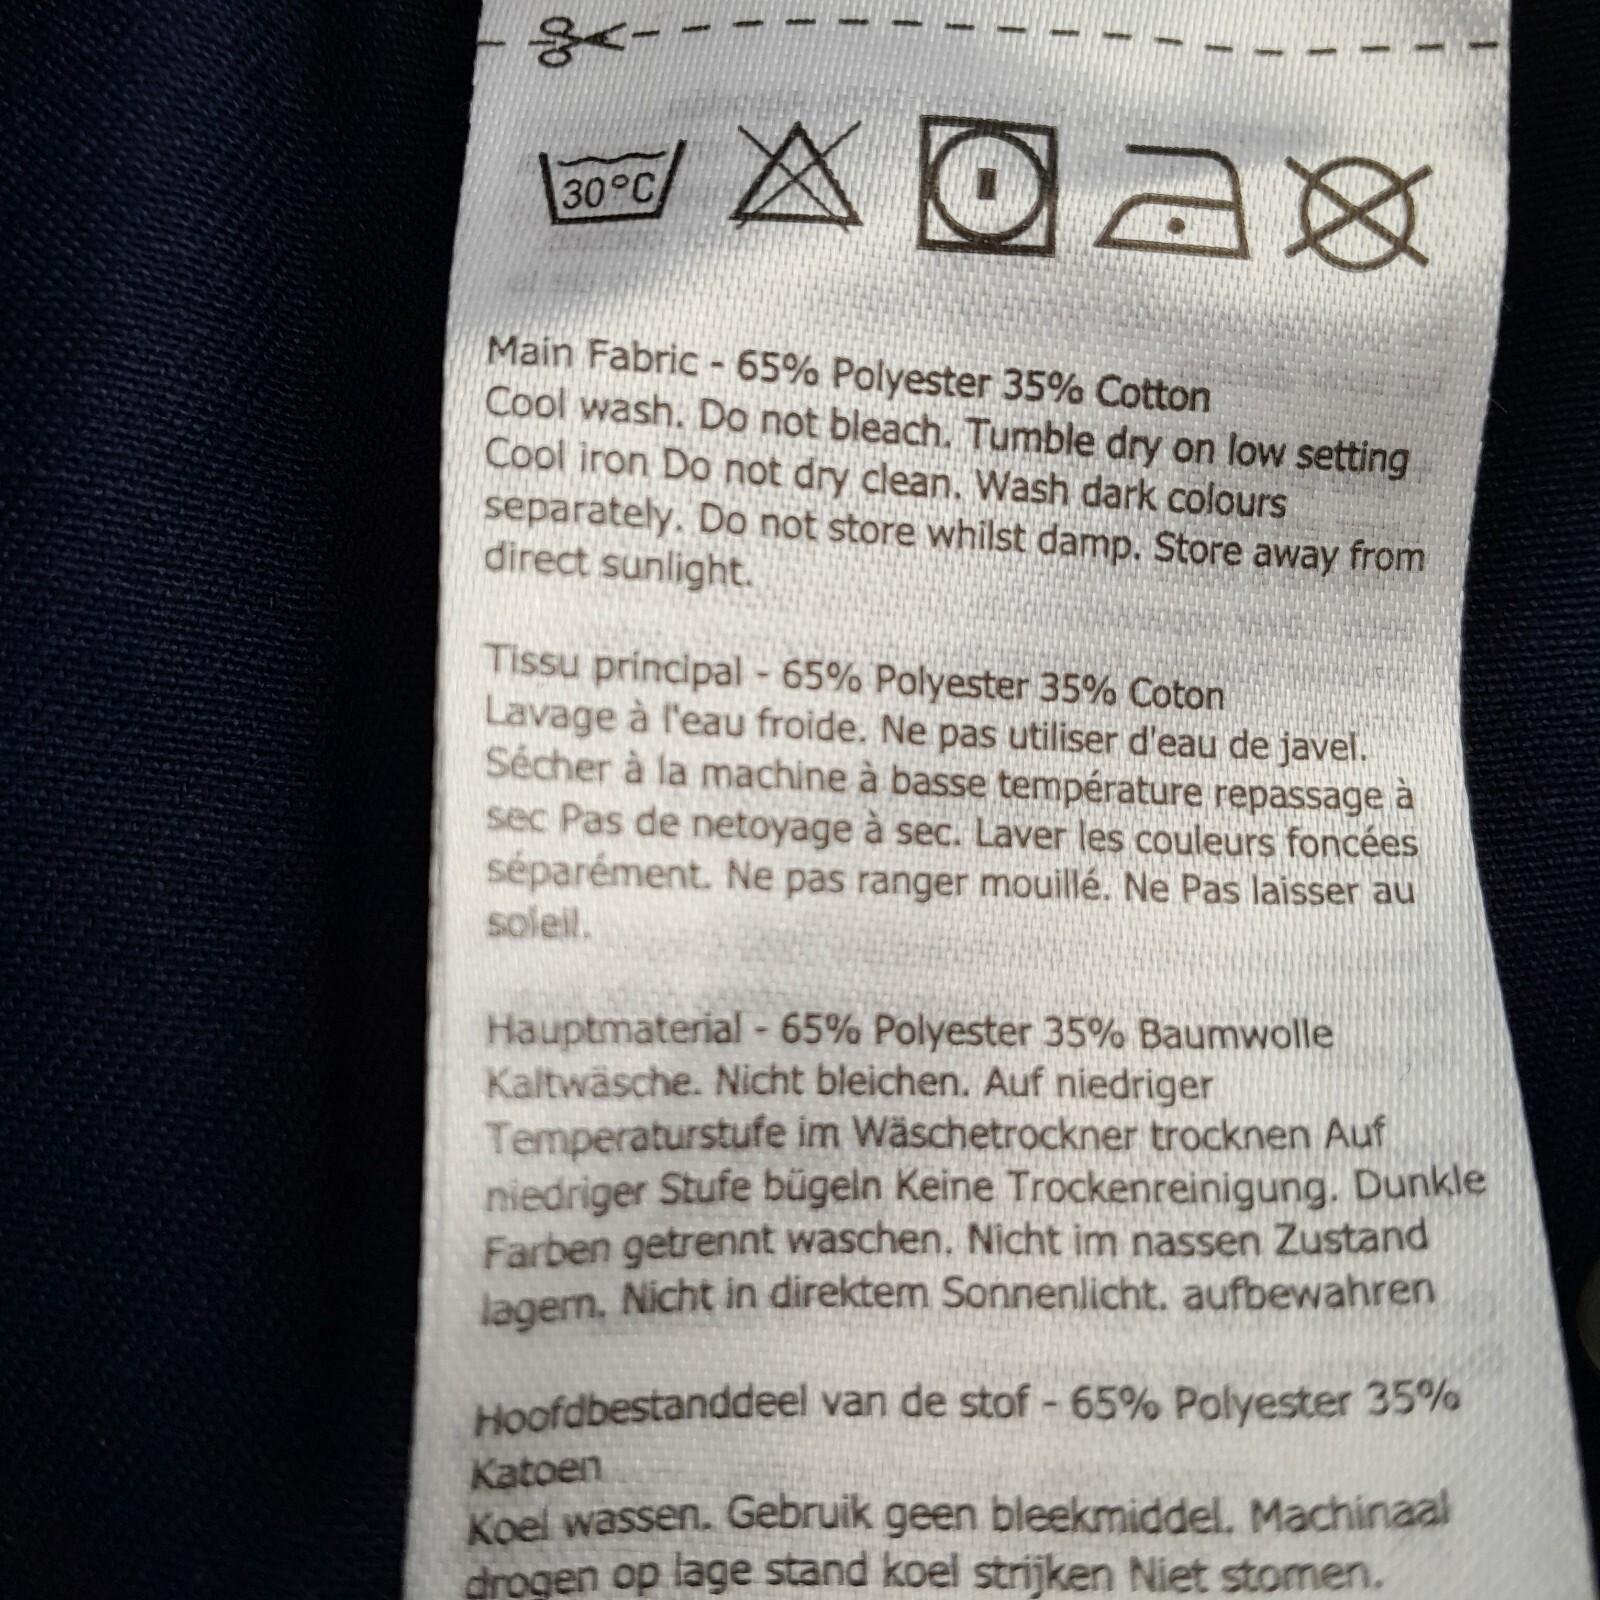 30°C
Main Fabric - 65% Polyester 35% Cotton
Cool wash. Do not bleach. Tumble dry on low setting
Cool iron Do not dry clean. Wash dark colours
separately. Do not store whilst damp. Store away from
direct sunlight.
Tissu principal - 65% Polyester 35% Coton
Lavage à l'eau froide. Ne pas utiliser d'eau de javel.
Sécher à la machine à basse température repassage à
sec Pas de netoyage à sec. Laver les couleurs foncées
séparément. Ne pas ranger mouillé. Ne Pas laisser au
soleil.
Hauptmaterial - 65% Polyester 35% Baumwolle
Kaltwäsche. Nicht bleichen. Auf niedriger
Temperaturstufe im Wäschetrockner trocknen Auf
niedriger Stufe bügeln Keine Trockenreinigung. Dunkle
Farben getrennt waschen. Nicht im nassen Zustand
lagern. Nicht in direktem Sonnenlicht. aufbewahren
Hoofdbestanddeel van de stof - 65% Polyester 35%
Katoen
Koel wassen. Gebruik geen bleekmiddel. Machinaal
drogen op lage stand koel strijken Niet stomen.